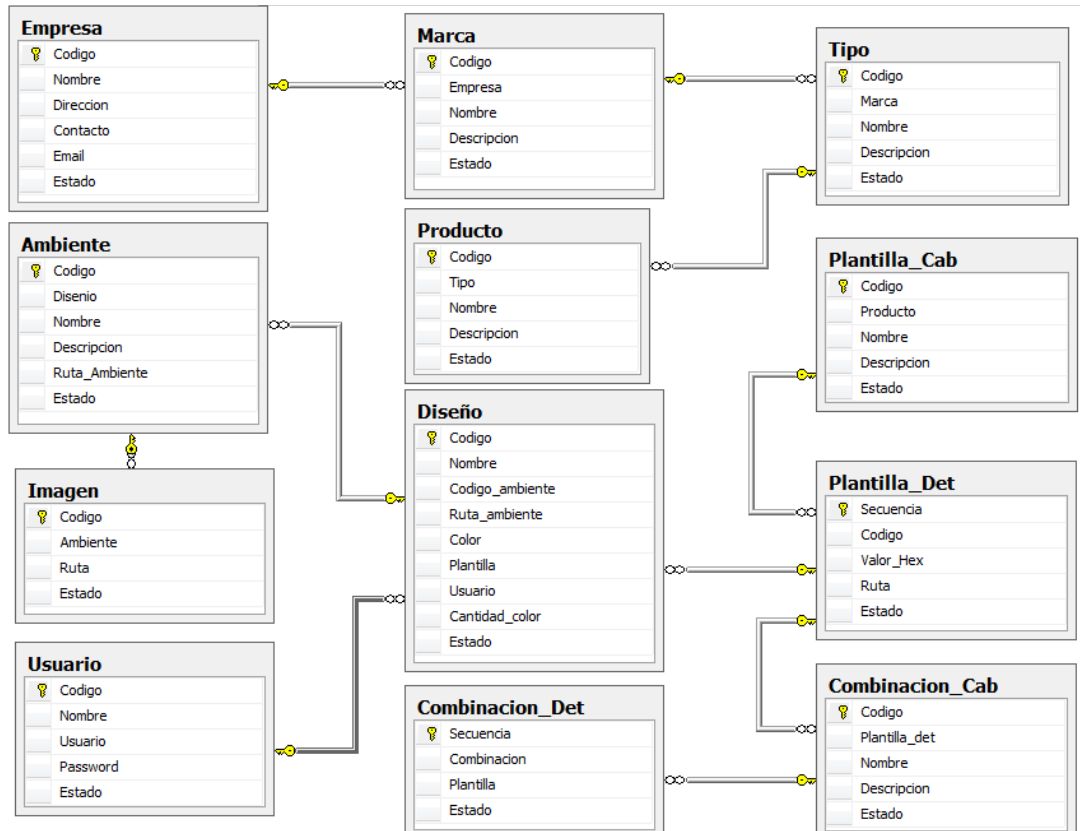 Empresa
Codigo
Nombre
Direccion
Contacto
Email
Estado
Marca
Codigo
Empresa
Nombre
Descripcion
Estado
Tipo
Codigo
Marca
Nombre
Descripcion
Estado
Ambiente
Codigo
Disenio
Nombre
Descripcion
Ruta_Ambiente
Estado
Producto
Codigo
Tipo
Nombre
Descripcion
Estado
Plantilla_Cab
Codigo
Producto
Nombre
Descripcion
Estado
Diseño
Codigo
Nombre
Codigo_ambiente
Ruta_ambiente
Color
Plantilla
Usuario
Cantidad_color
Estado
Plantilla_Det
Secuencia
Codigo
Valor_Hex
Ruta
Estado
Imagen
Codigo
Ambiente
Ruta
Estado
Usuario
Codigo
Nombre
Usuario
Password
Estado
Combinacion_Det
Secuencia
Combinacion
Plantilla
Estado
Combinacion_Cab
Codigo
Plantilla_det
Nombre
Descripcion
Estado